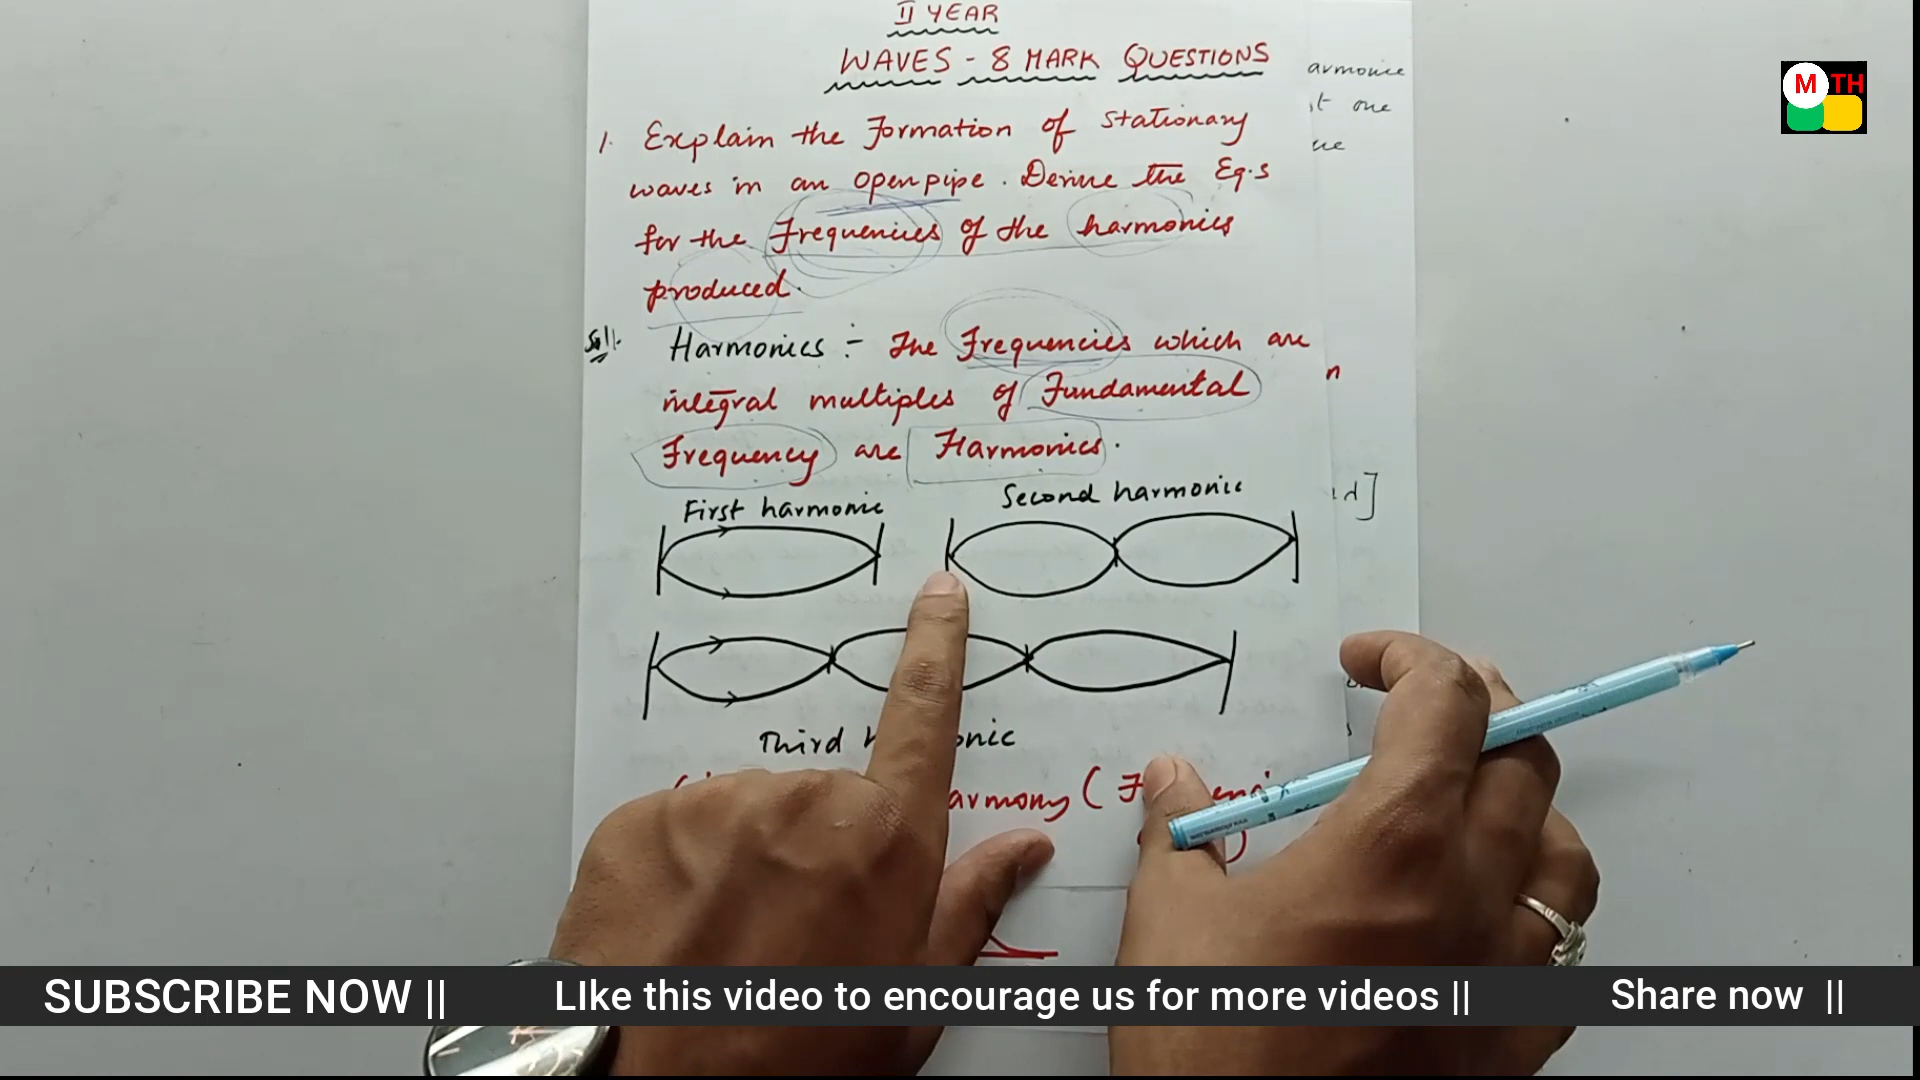 II YEAR
WAVES - 8 MARK QUESTIONS
1. Explain the Formation of Stationary
waves in an open pipe. Derive the Eq.s
for the Frequencies of the harmonics
produced.
Sol:- Harmonics :- The Frequencies which are
integral multiples of Fundamental
Frequency are Harmonics.
First harmonic Second harmonic
Third
armony (
armonic
t one
ue
n
d]
M TH
SUBSCRIBE NOW || LIke this video to encourage us for more videos || Share now ||